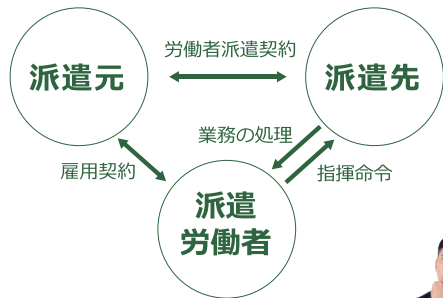 労働者派遣契約
派遣元
派遣先
業務の処理
雇用契約
指揮命令
派遣
労働者